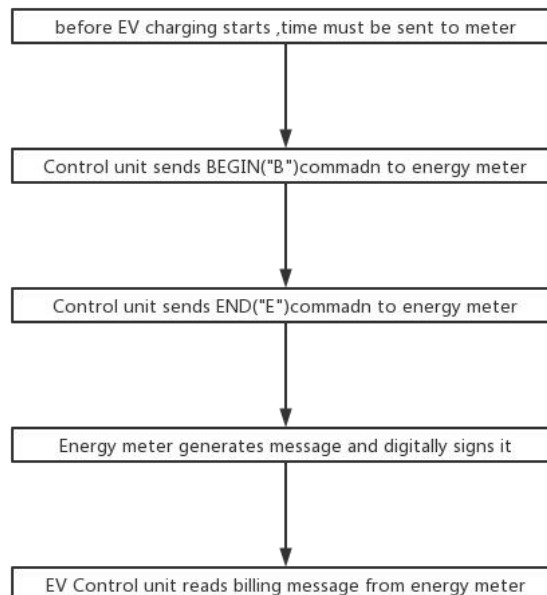 before EV charging starts ,time must be sent to meter
Control unit sends BEGIN("B")commadn to energy meter
Control unit sends END("E")commadn to energy meter
Energy meter generates message and digitally signs it
EV Control unit reads billing message from energy meter